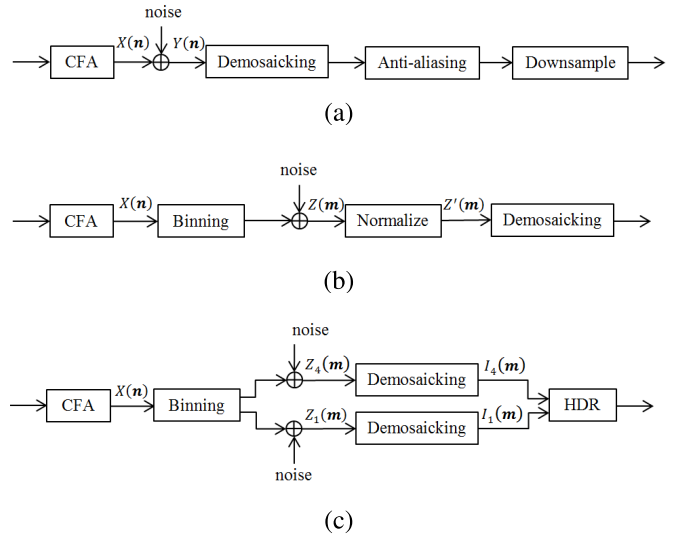 noise
CFA X(n) Y(n) Demosaicking Anti-aliasing Downsample
(a)
noise
CFA X(n) Binning Z(m) Normalize Z′(m) Demosaicking
(b)
noise
Z₄(m) Demosaicking I₄(m)
CFA X(n) Binning HDR
Z₁(m) Demosaicking I₁(m)
noise
(c)